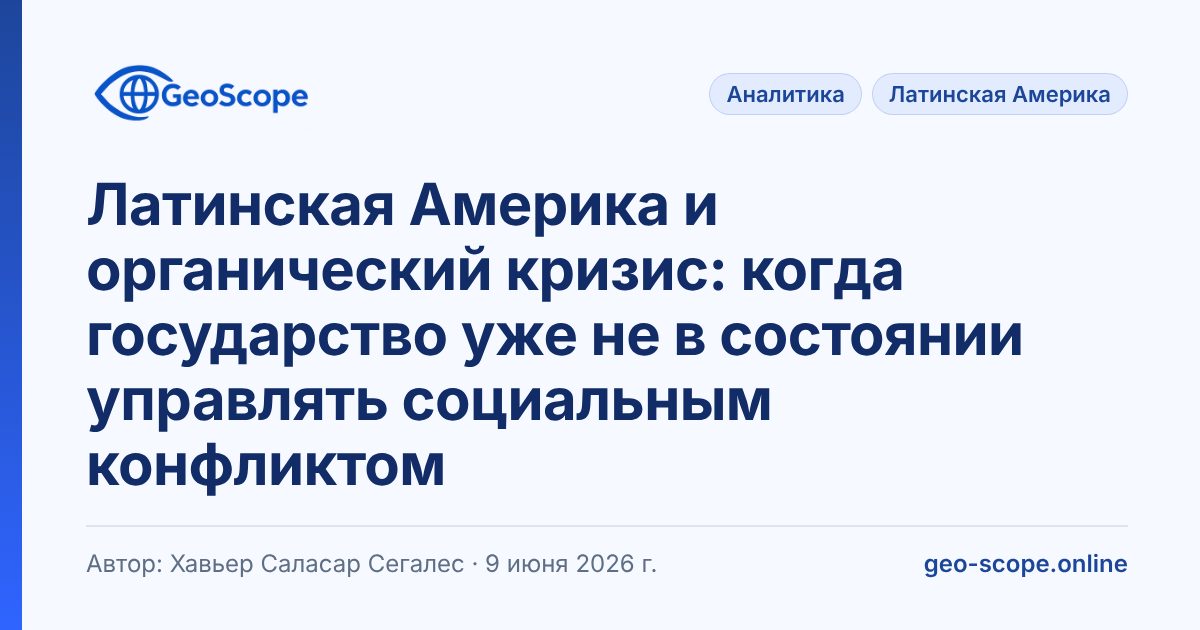 GeoScope
Аналитика
Латинская Америка
Латинская Америка и
органический кризис: когда
государство уже не в состоянии
управлять социальным
конфликтом
Автор: Хавьер Саласар Сегалес · 9 июня 2026 г.
geo-scope.online